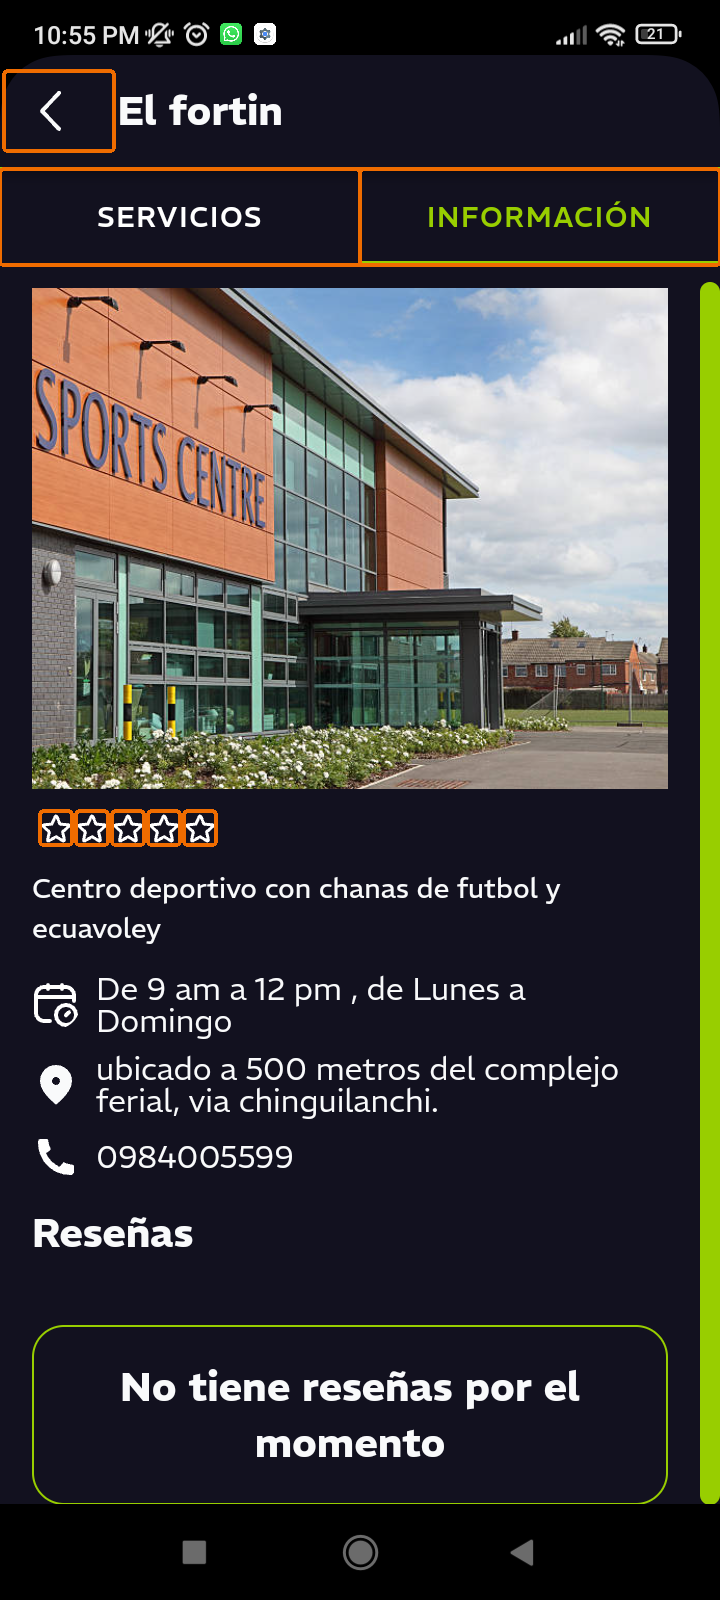 10:55 PM
21
El fortin
SERVICIOS
INFORMACIÓN
SPORTS CENTRE
Centro deportivo con chanas de futbol y
ecuavoley
De 9 am a 12 pm , de Lunes a
Domingo
ubicado a 500 metros del complejo
ferial, via chinguilanchi.
0984005599
Reseñas
No tiene reseñas por el
momento